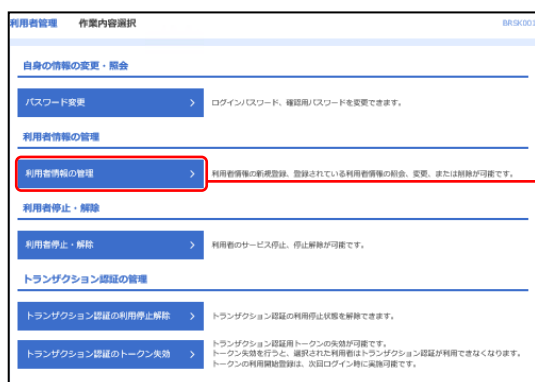 利用者管理 作業内容選択 BRSK001
自身の情報の変更・照会
パスワード変更 > ログインパスワード、確認用パスワードを変更できます。
利用者情報の管理
利用者情報の管理 > 利用者情報の新規登録、登録されている利用者情報の照会、変更、または削除が可能です。
利用者停止・解除
利用者停止・解除 > 利用者のサービス停止、停止解除が可能です。
トランザクション認証の管理
トランザクション認証の利用停止解除 > トランザクション認証の利用停止状態を解除できます。
トランザクション認証のトークン失効 > トランザクション認証用トークンの失効が可能です。
トークン失効を行うと、選択された利用者はトランザクション認証が利用できなくなります。
トークンの利用開始登録は、次回ログイン時に実施可能です。